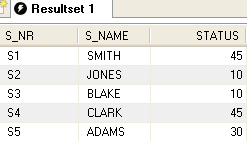 Resultset 1
S_NR S_NAME STATUS
S1 SMITH 45
S2 JONES 10
S3 BLAKE 10
S4 CLARK 45
S5 ADAMS 30